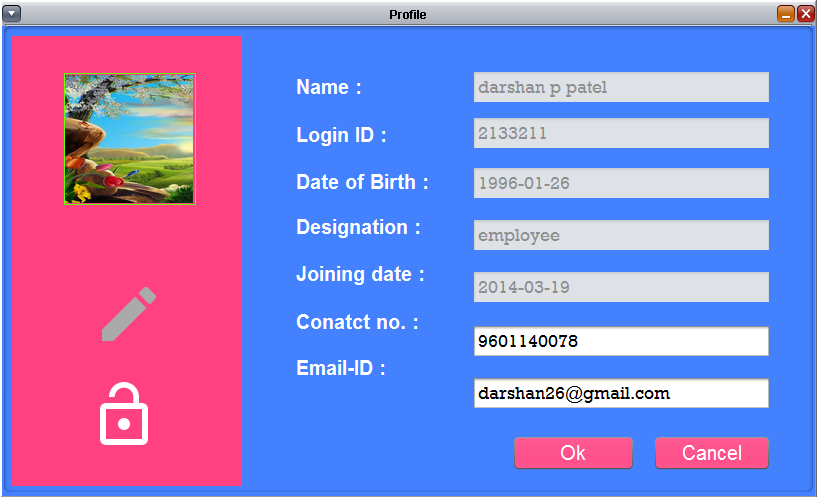 Profile
Name : darshan p patel
Login ID : 2133211
Date of Birth : 1996-01-26
Designation : employee
Joining date : 2014-03-19
Conatct no. : 9601140078
Email-ID : darshan26@gmail.com
Ok Cancel